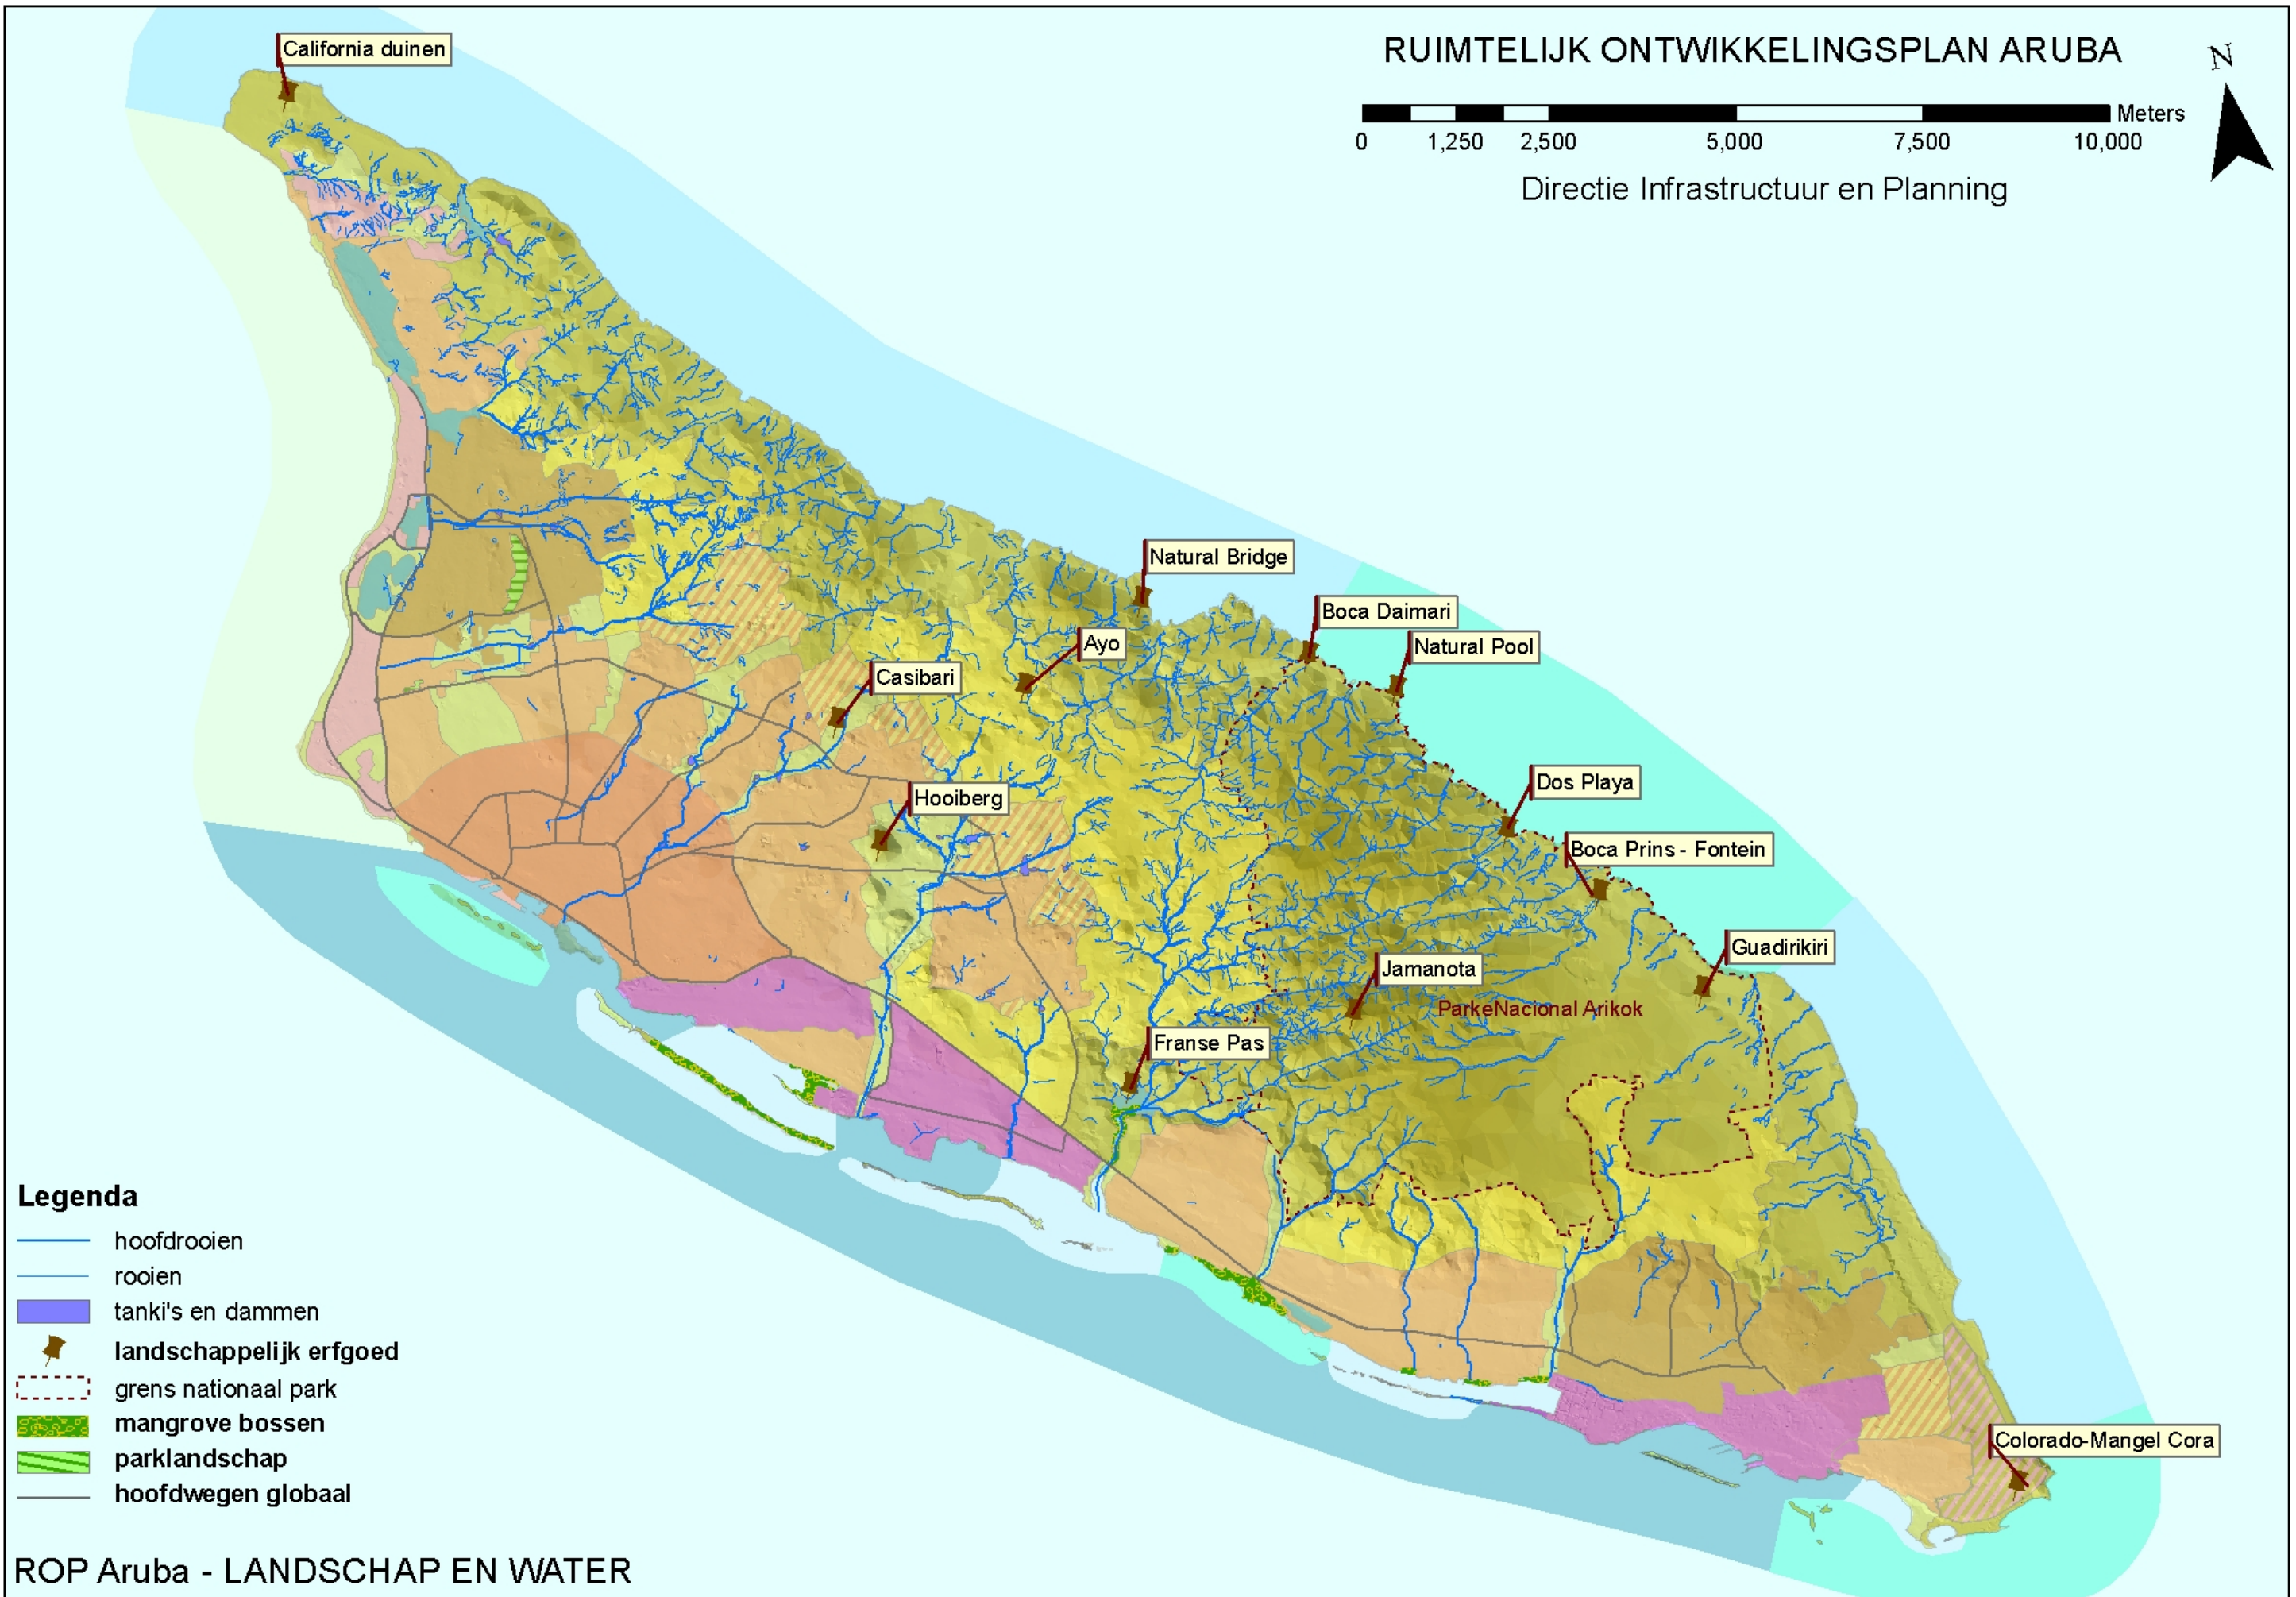 RUIMTELIJK ONTWIKKELINGSPLAN ARUBA
N
Meters
0 1,250 2,500 5,000 7,500 10,000
Directie Infrastructuur en Planning
California duinen
Natural Bridge
Boca Daimari
Natural Pool
Ayo
Casibari
Dos Playa
Hooiberg
Boca Prins - Fontein
Guadirikiri
Jamanota
ParkeNacional Arikok
Franse Pas
Colorado-Mangel Cora
Legenda
hoofdrooien
rooien
tanki's en dammen
landschappelijk erfgoed
grens nationaal park
mangrove bossen
parklandschap
hoofdwegen globaal
ROP Aruba - LANDSCHAP EN WATER